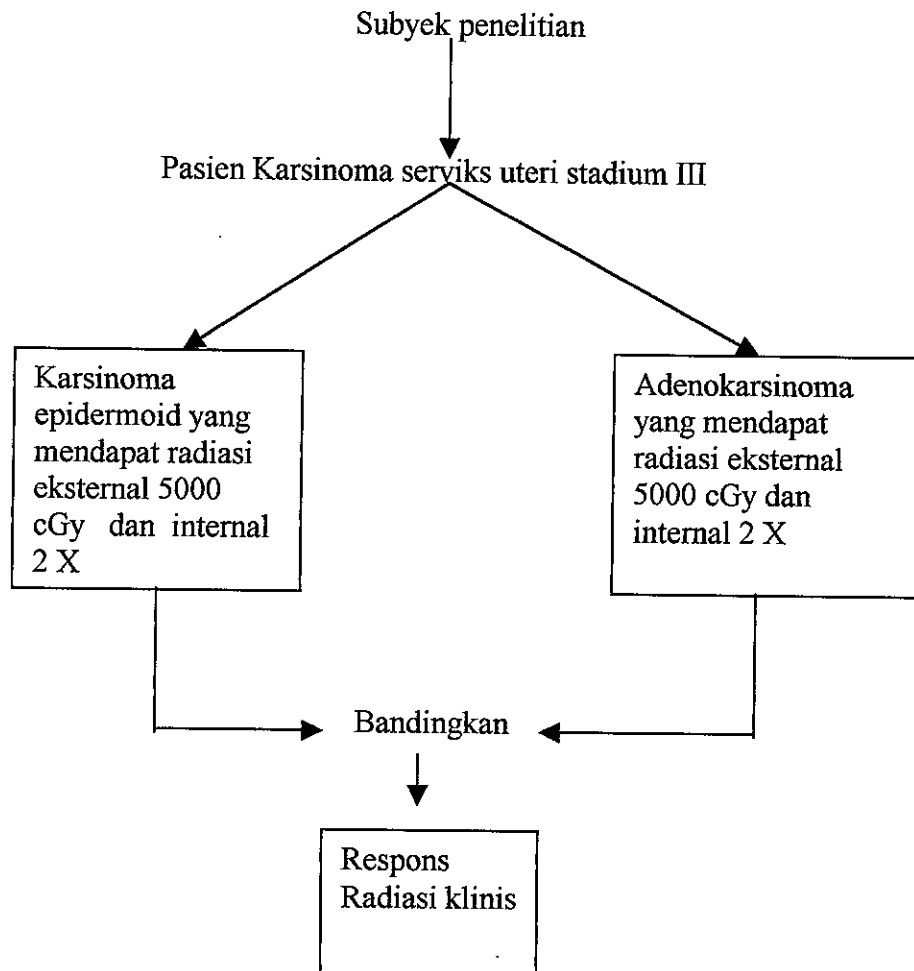 Subyek penelitian
Pasien Karsinoma serviks uteri stadium III
Karsinoma
epidermoid yang
mendapat radiasi
eksternal 5000
cGy dan internal
2 X
Adenokarsinoma
yang mendapat
radiasi eksternal
5000 cGy dan
internal 2 X
Bandingkan
Respons
Radiasi klinis